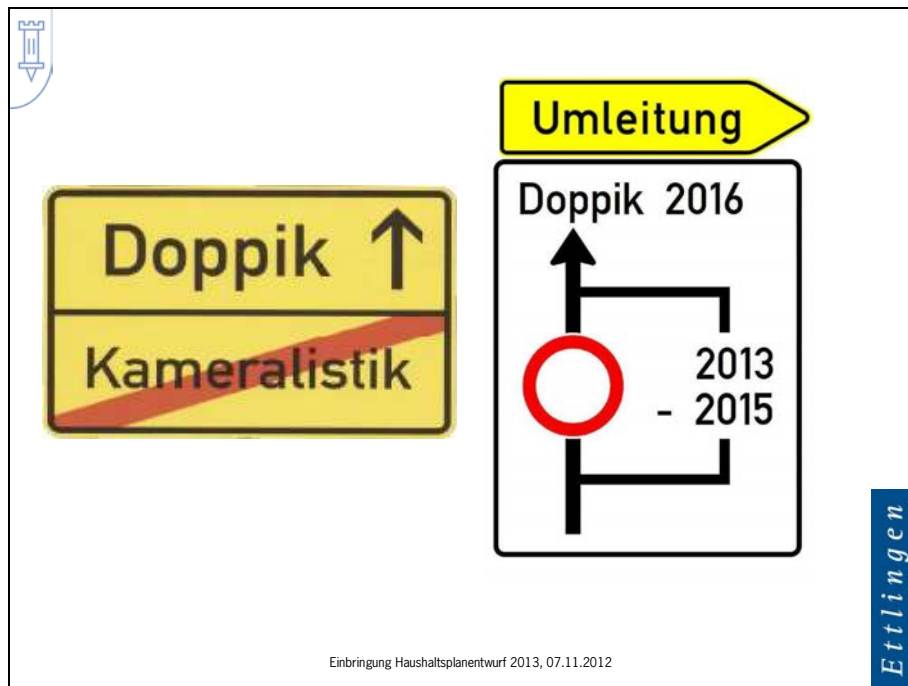 Doppik ↑
Kameralistik
Umleitung
Doppik 2016
2013
- 2015
Ettlingen
Einbringung Haushaltsplanentwurf 2013, 07.11.2012